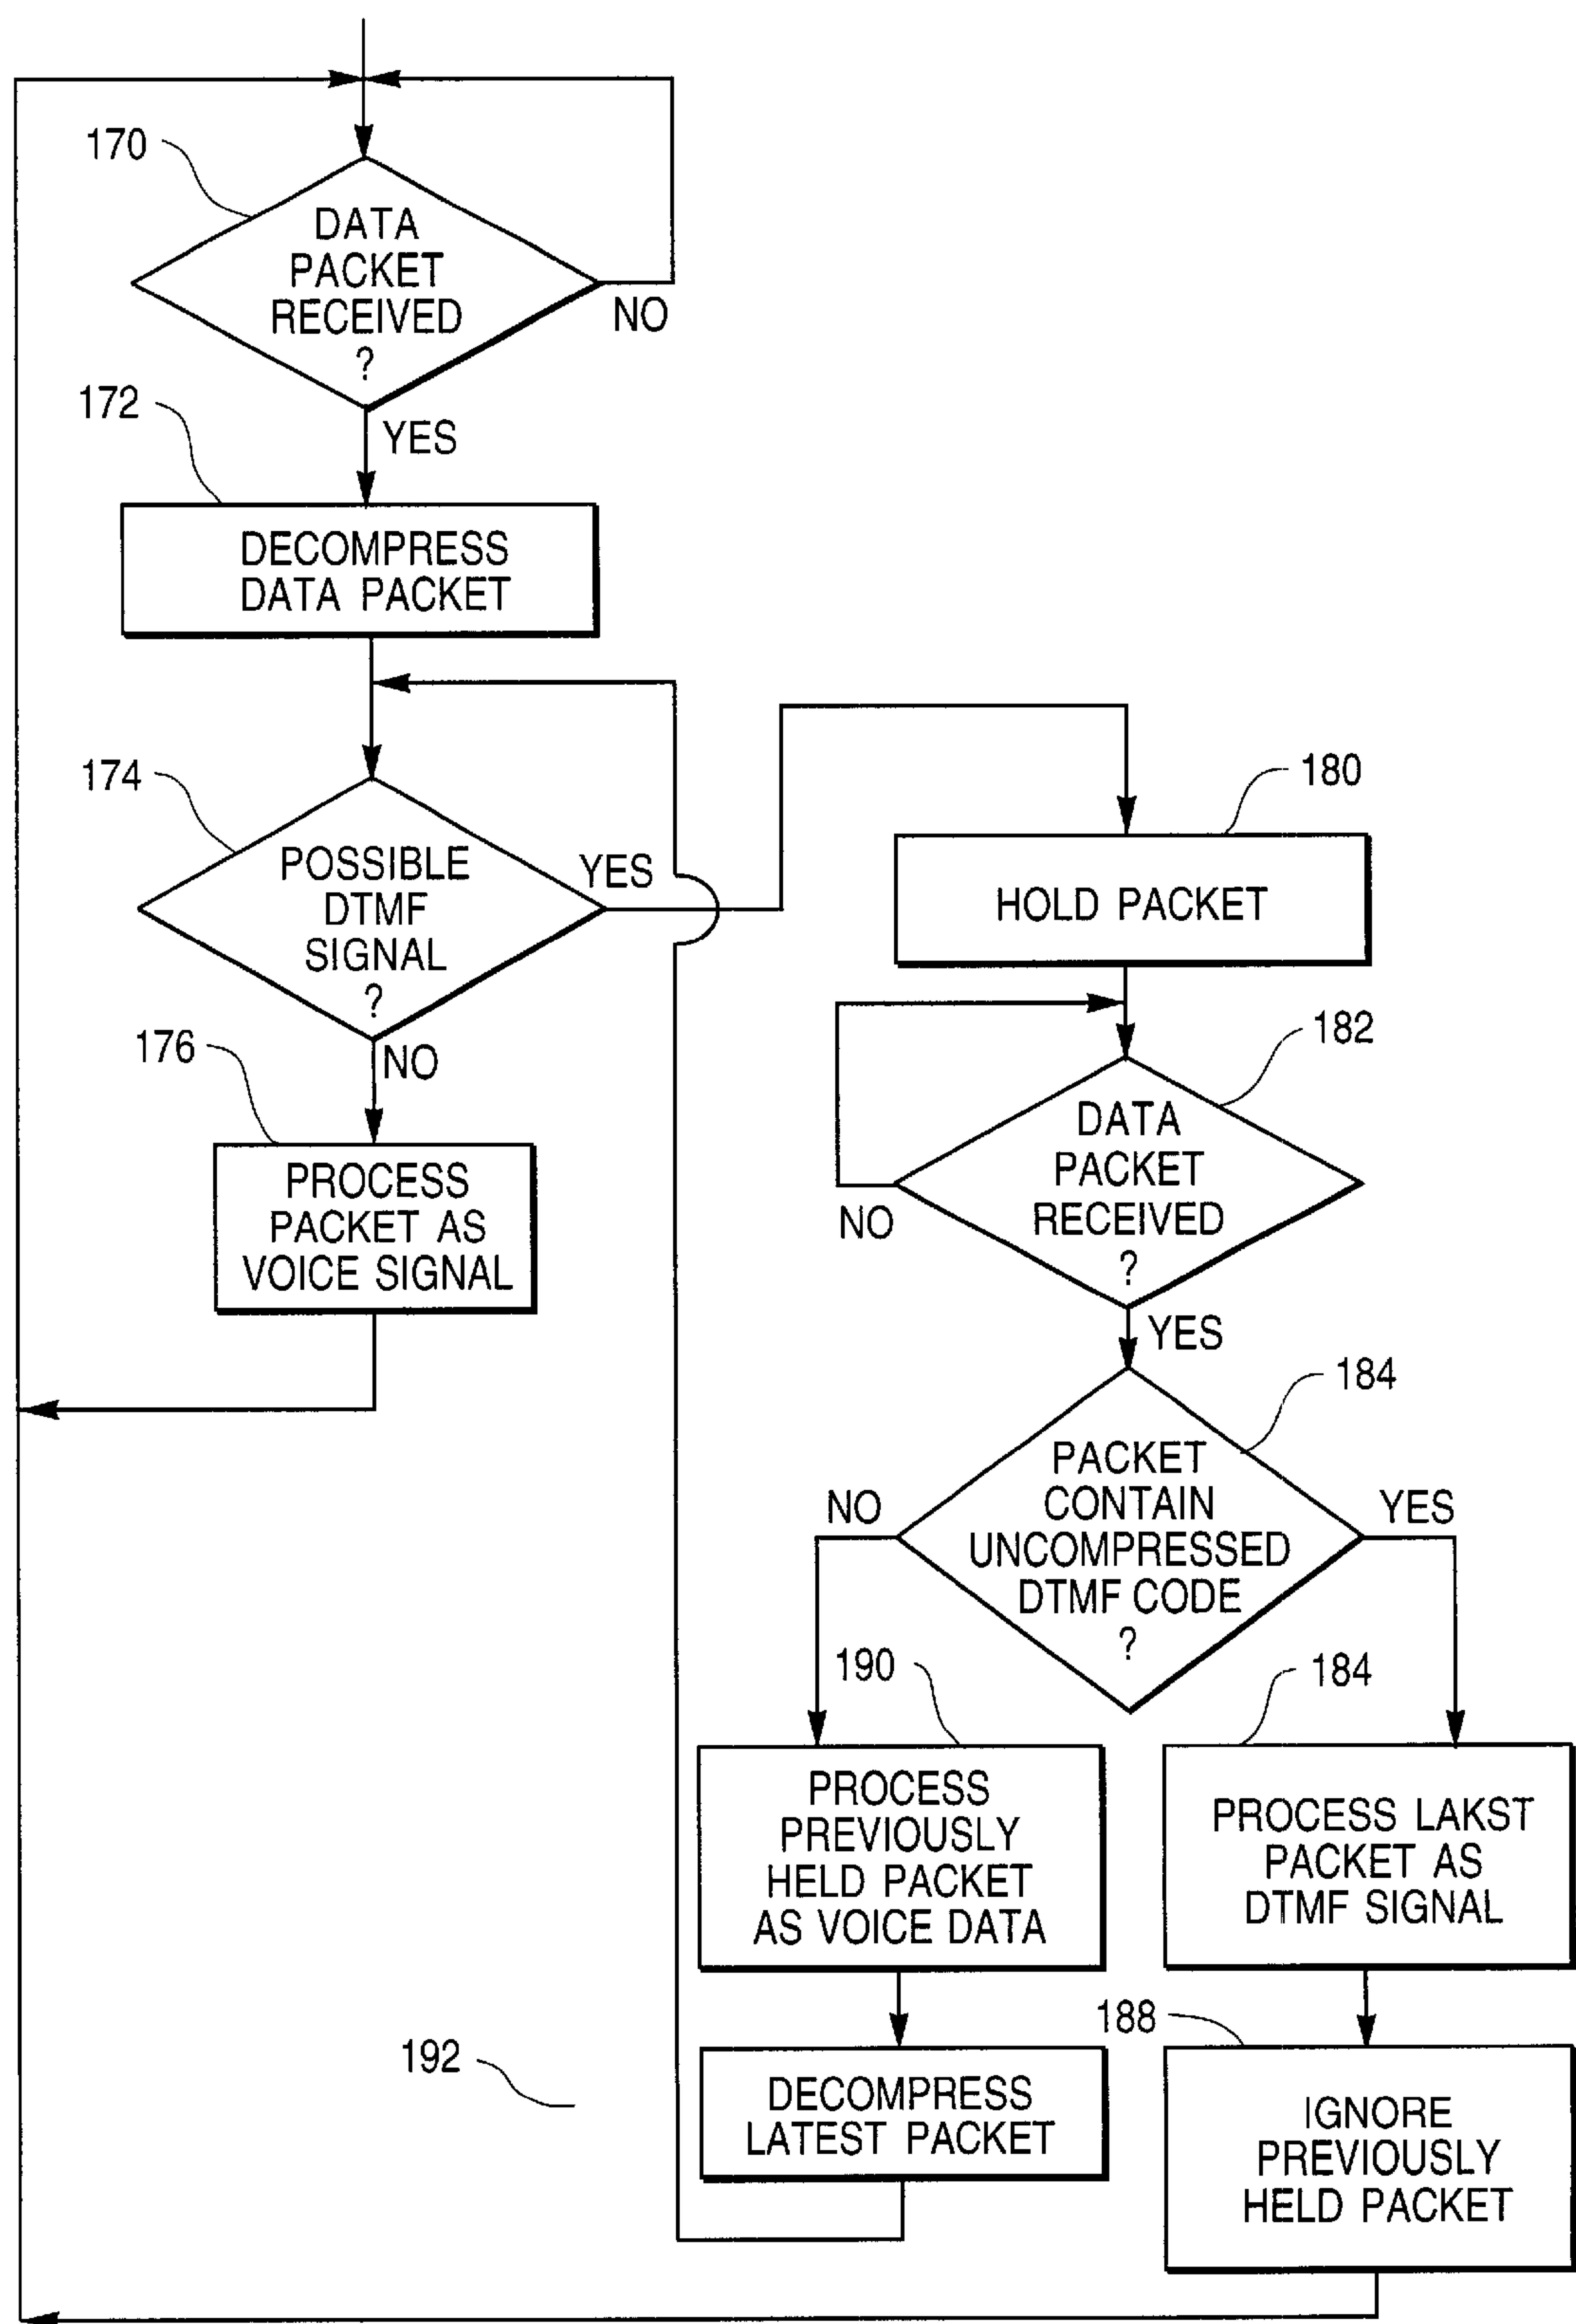 170
DATA
PACKET
RECEIVED
?
NO
172
YES
DECOMPRESS
DATA PACKET
174
POSSIBLE
DTMF
SIGNAL
?
YES
NO
176
PROCESS
PACKET AS
VOICE SIGNAL
180
HOLD PACKET
182
DATA
PACKET
RECEIVED
?
NO
YES
184
PACKET
CONTAIN
UNCOMPRESSED
DTMF CODE
?
NO
YES
190
PROCESS
PREVIOUSLY
HELD PACKET
AS VOICE DATA
184
PROCESS LAKST
PACKET AS
DTMF SIGNAL
192
DECOMPRESS
LATEST PACKET
188
IGNORE
PREVIOUSLY
HELD PACKET